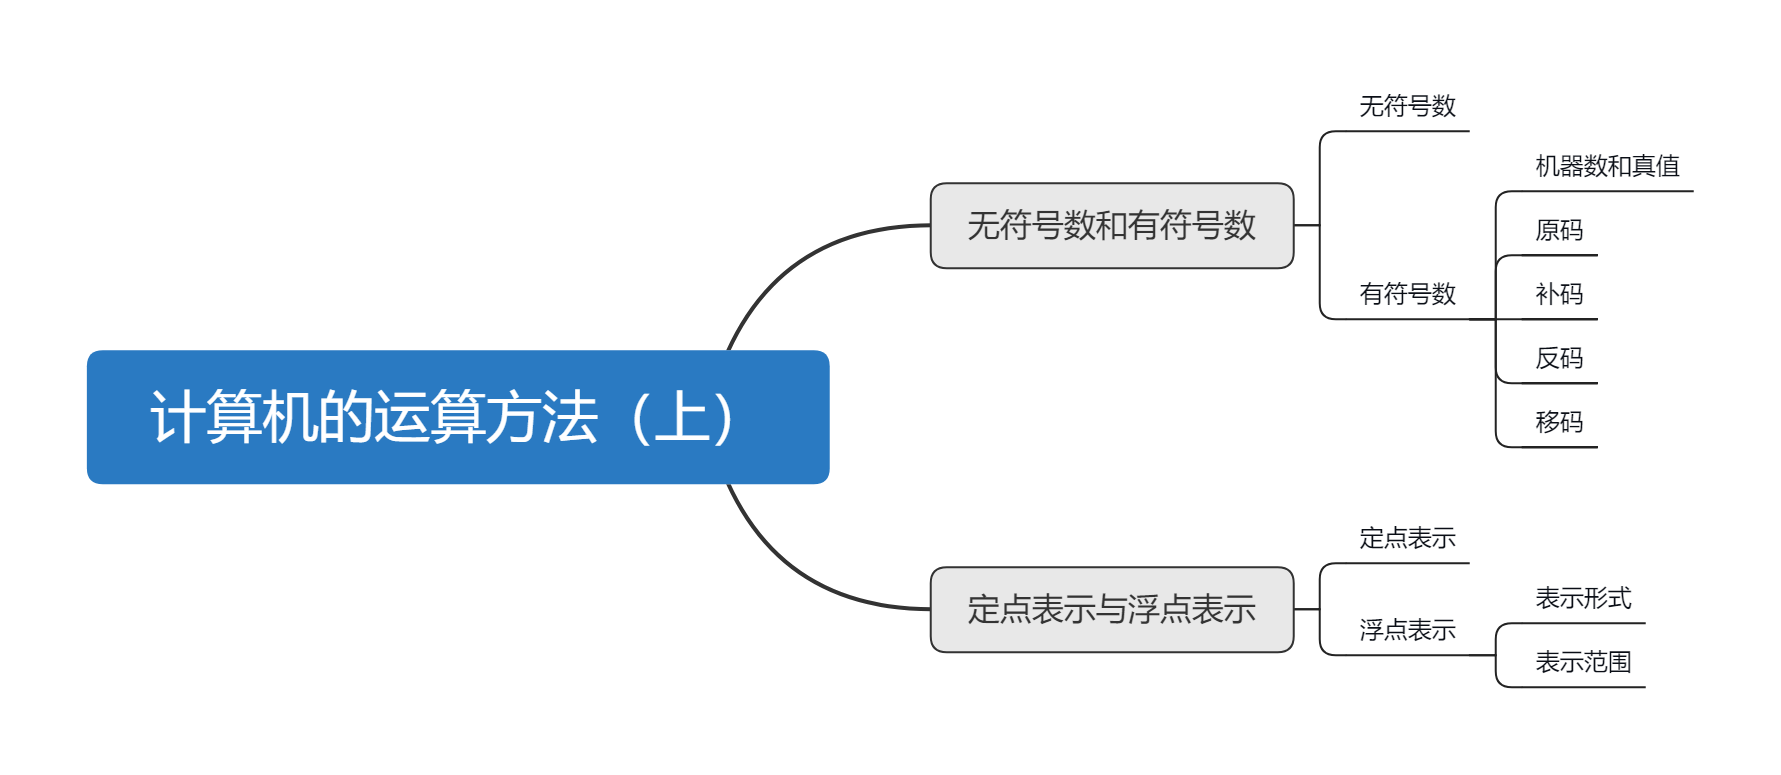 计算机的运算方法（上）
无符号数和有符号数
无符号数
有符号数
机器数和真值
原码
补码
反码
移码
定点表示与浮点表示
定点表示
浮点表示
表示形式
表示范围